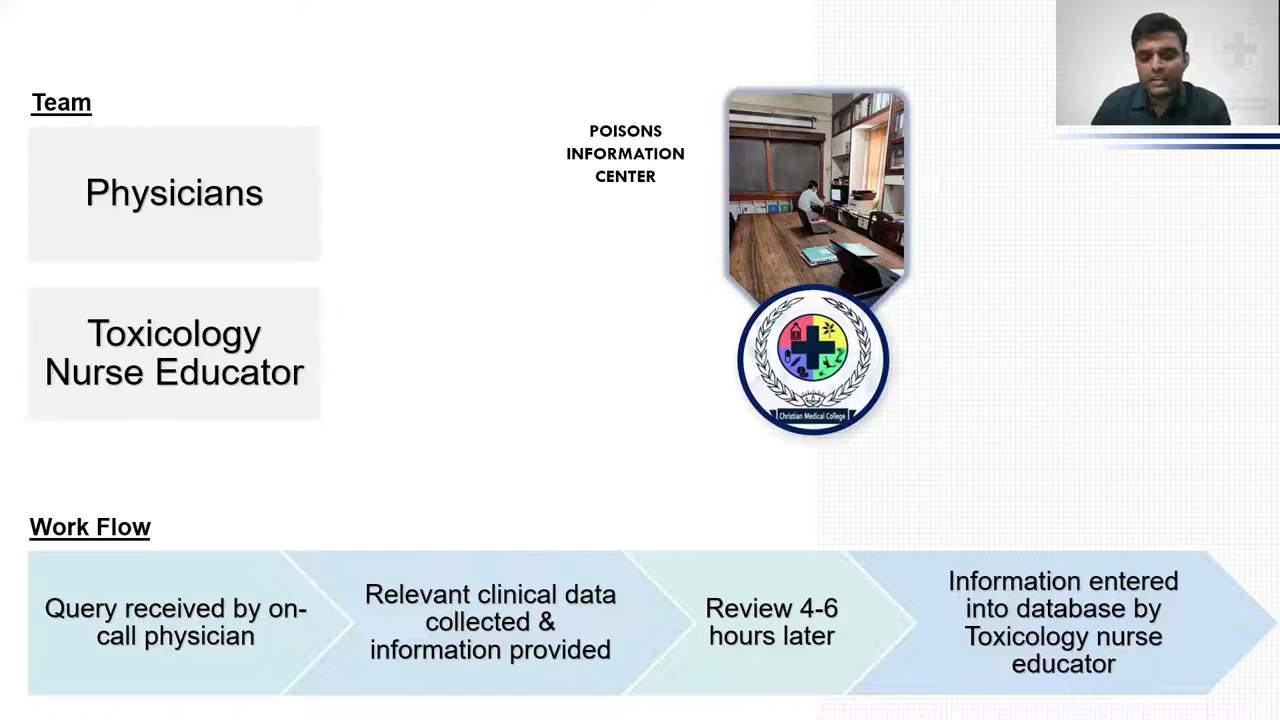 Team
Physicians
Toxicology
Nurse Educator
POISONS
INFORMATION
CENTER
Christian Medical College
Work Flow
Query received by on-
call physician
Relevant clinical data
collected &
information provided
Review 4-6
hours later
Information entered
into database by
Toxicology nurse
educator